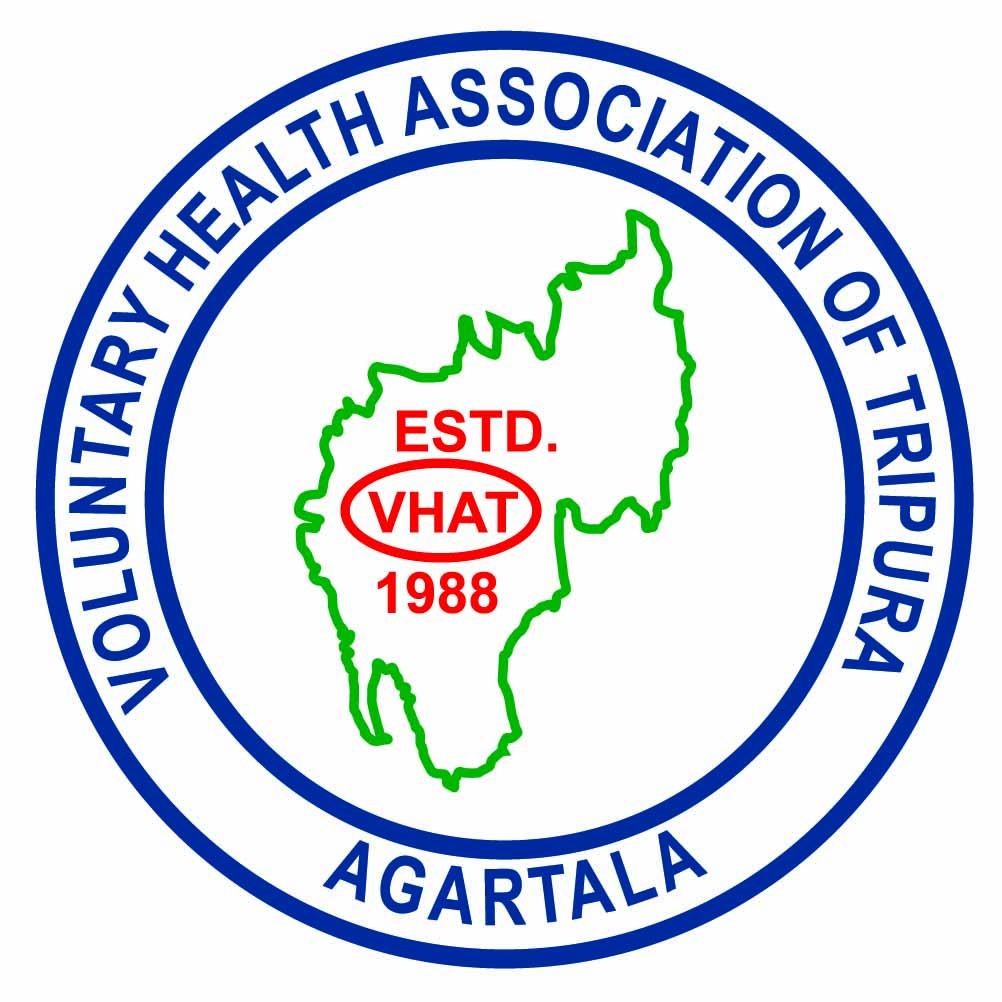 VOLUNTARY HEALTH ASSOCIATION OF TRIPURA
ESTD.
VHAT
1988
AGARTALA